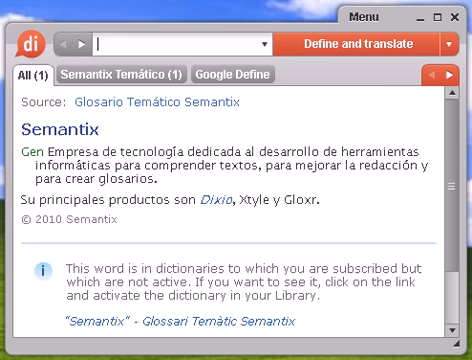 Menu
di
Define and translate
All (1)
Semantix Temático (1)
Google Define
Source: Glosario Temático Semantix
Semantix
Gen Empresa de tecnología dedicada al desarrollo de herramientas
informáticas para comprender textos, para mejorar la redacción y
para crear glosarios.
Su principales producten son Dixio, Xtyle y Gloxr.
© 2010 Semantix
i
This word is in dictionaries to which you are subscribed but
which are not active. If you want to see it, click on the link
and activate the dictionary in your Library.
"Semantix" - Glossari Temàtic Semantix